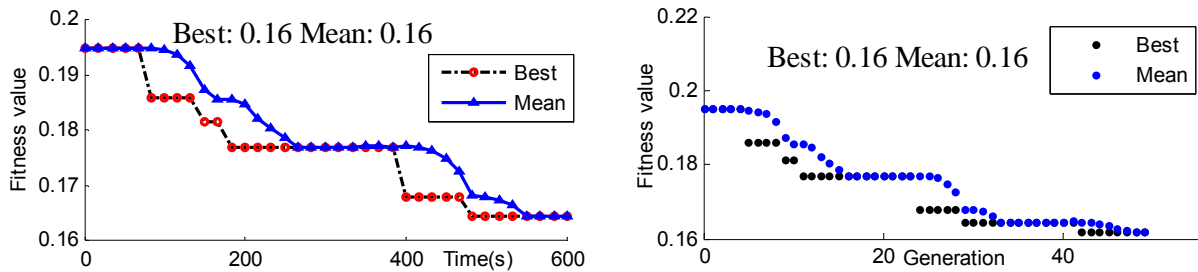 0.2
Best: 0.16 Mean: 0.16
Best
Mean
0.19
0.18
0.17
0.16
Fitness value
0
200
400
600
Time(s)
0.22
Best: 0.16 Mean: 0.16
Best
Mean
0.2
0.18
0.16
Fitness value
0
20
40
Generation